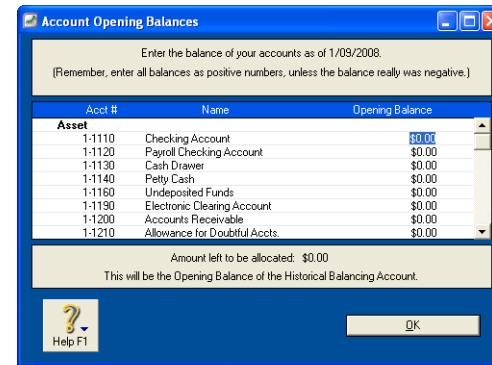 Account Opening Balances
Enter the balance of your accounts as of 1/09/2008.
(Remember, enter all balances as positive numbers, unless the balance really was negative.)
Acct # Name Opening Balance
Asset
1-1110 Checking Account $0.00
1-1120 Payroll Checking Account $0.00
1-1130 Cash Drawer $0.00
1-1140 Petty Cash $0.00
1-1160 Undeposited Funds $0.00
1-1190 Electronic Clearing Account $0.00
1-1200 Accounts Receivable $0.00
1-1210 Allowance for Doubtful Accts. $0.00
Amount left to be allocated: $0.00
This will be the Opening Balance of the Historical Balancing Account.
Help F1
OK